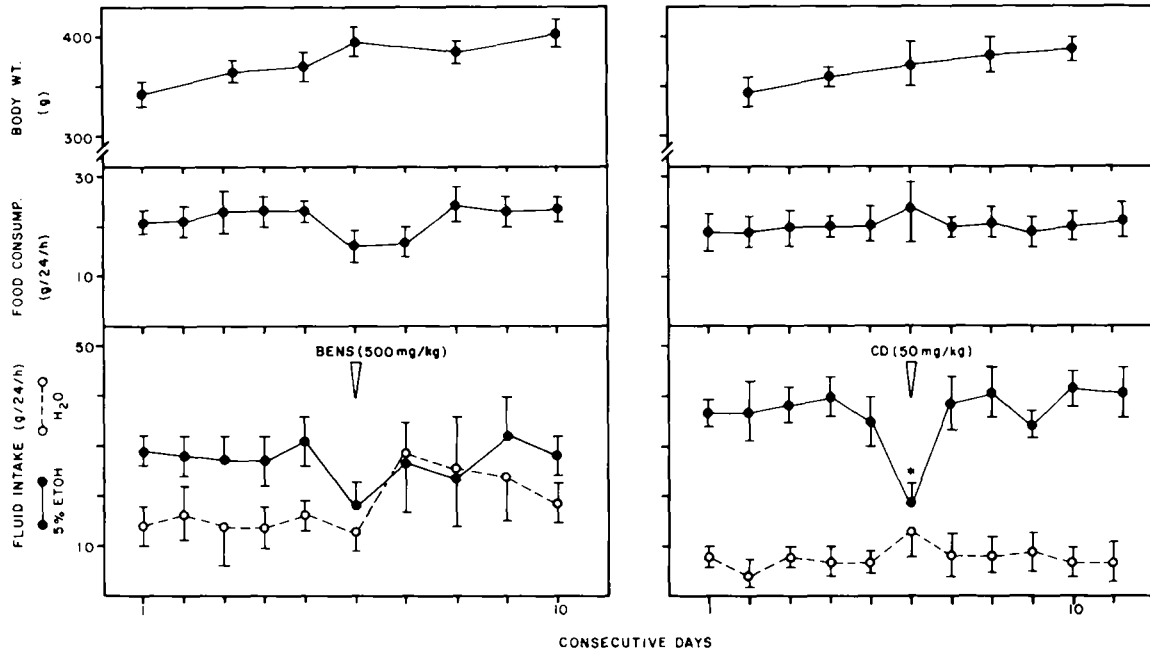 BODY WT.
(g)
400
300
FOOD CONSUMP.
(g/24/h)
30
10
FLUID INTAKE (g/24/h)
5% ETOH
H₂O
50
10
BENS (500 mg/kg)
CD (50 mg/kg)
*
1
10
1
10
CONSECUTIVE DAYS